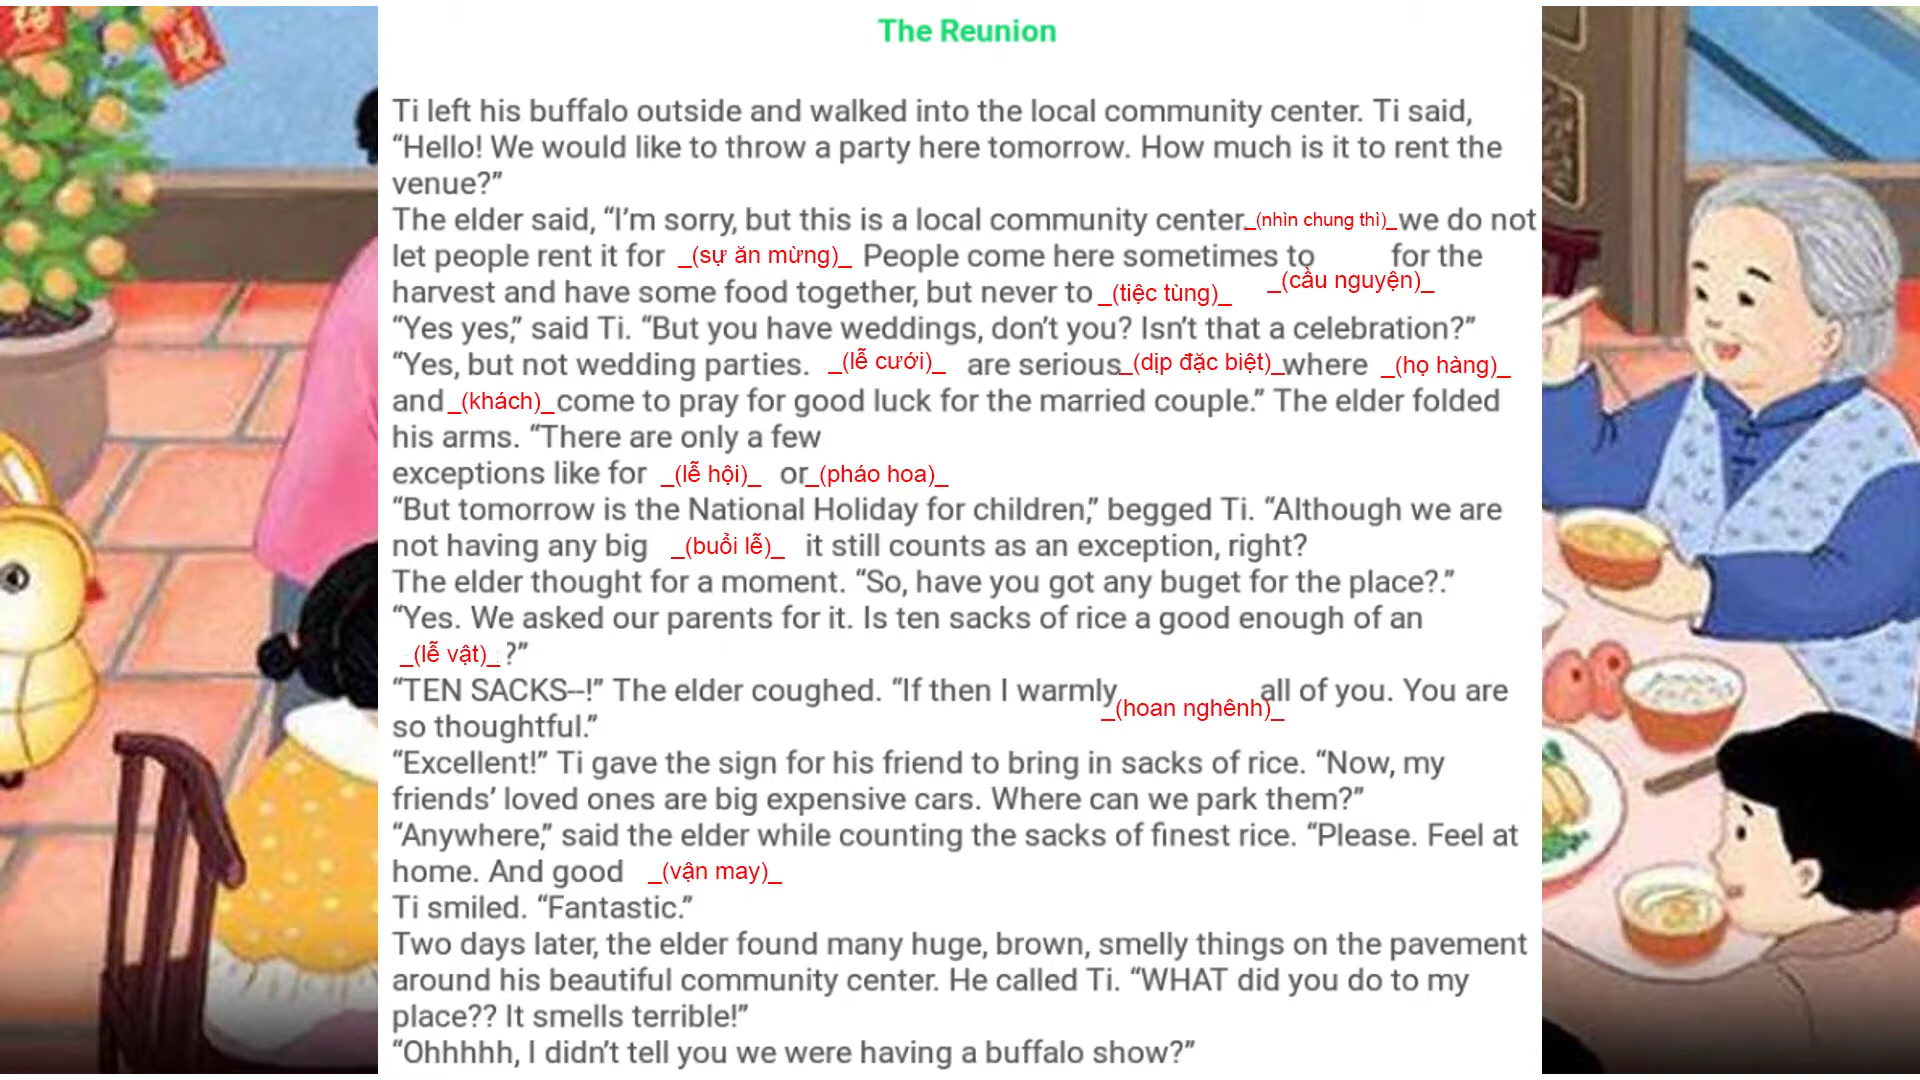 The Reunion
Ti left his buffalo outside and walked into the local community center. Ti said,
“Hello! We would like to throw a party here tomorrow. How much is it to rent the
venue?”
The elder said, “I’m sorry, but this is a local community center._(nhìn chung thì)_we do not
let people rent it for _(sự ăn mừng)_ People come here sometimes to _(cầu nguyện)_ for the
harvest and have some food together, but never to _(tiệc tùng)_
“Yes yes,” said Ti. “But you have weddings, don’t you? Isn’t that a celebration?”
“Yes, but not wedding parties. _(lễ cưới)_ are serious_(dịp đặc biệt)_where _(họ hàng)_
and_(khách)_come to pray for good luck for the married couple.” The elder folded
his arms. “There are only a few
exceptions like for _(lễ hội)_ or_(pháo hoa)_
“But tomorrow is the National Holiday for children,” begged Ti. “Although we are
not having any big _(buổi lễ)_ it still counts as an exception, right?
The elder thought for a moment. “So, have you got any buget for the place?.”
“Yes. We asked our parents for it. Is ten sacks of rice a good enough of an
_(lễ vật)_ ?”
“TEN SACKS--!” The elder coughed. “If then I warmly _(hoan nghênh)_ all of you. You are
so thoughtful.”
“Excellent!” Ti gave the sign for his friend to bring in sacks of rice. “Now, my
friends’ loved ones are big expensive cars. Where can we park them?”
“Anywhere,” said the elder while counting the sacks of finest rice. “Please. Feel at
home. And good _(vận may)_
Ti smiled. “Fantastic.”
Two days later, the elder found many huge, brown, smelly things on the pavement
around his beautiful community center. He called Ti. “WHAT did you do to my
place?? It smells terrible!”
“Ohhhhh, I didn’t tell you we were having a buffalo show?”